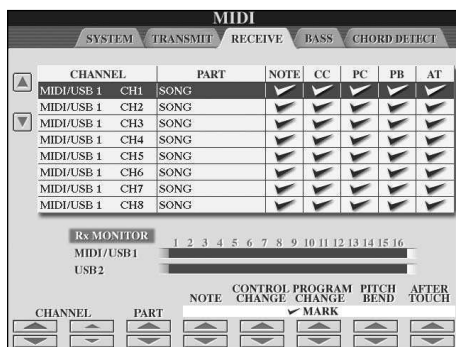 MIDI
SYSTEM TRANSMIT RECEIVE BASS CHORD DETECT
CHANNEL PART NOTE CC PC PB AT
MIDI/USB 1 CH1 SONG
MIDI/USB 1 CH2 SONG
MIDI/USB 1 CH3 SONG
MIDI/USB 1 CH4 SONG
MIDI/USB 1 CH5 SONG
MIDI/USB 1 CH6 SONG
MIDI/USB 1 CH7 SONG
MIDI/USB 1 CH8 SONG
Rx MONITOR 1 2 3 4 5 6 7 8 9 10 11 12 13 14 15 16
MIDI/USB1
USB2
CHANNEL PART NOTE CONTROL CHANGE PROGRAM CHANGE PITCH BEND AFTER TOUCH
MARK